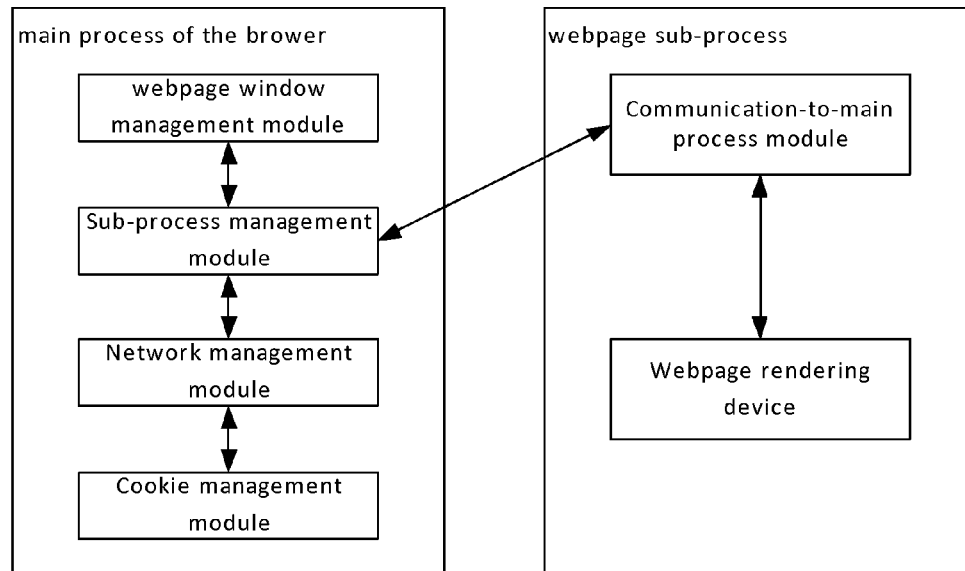 main process of the brower
webpage window
management module
Sub-process management
module
Network management
module
Cookie management
module
webpage sub-process
Communication-to-main
process module
Webpage rendering
device